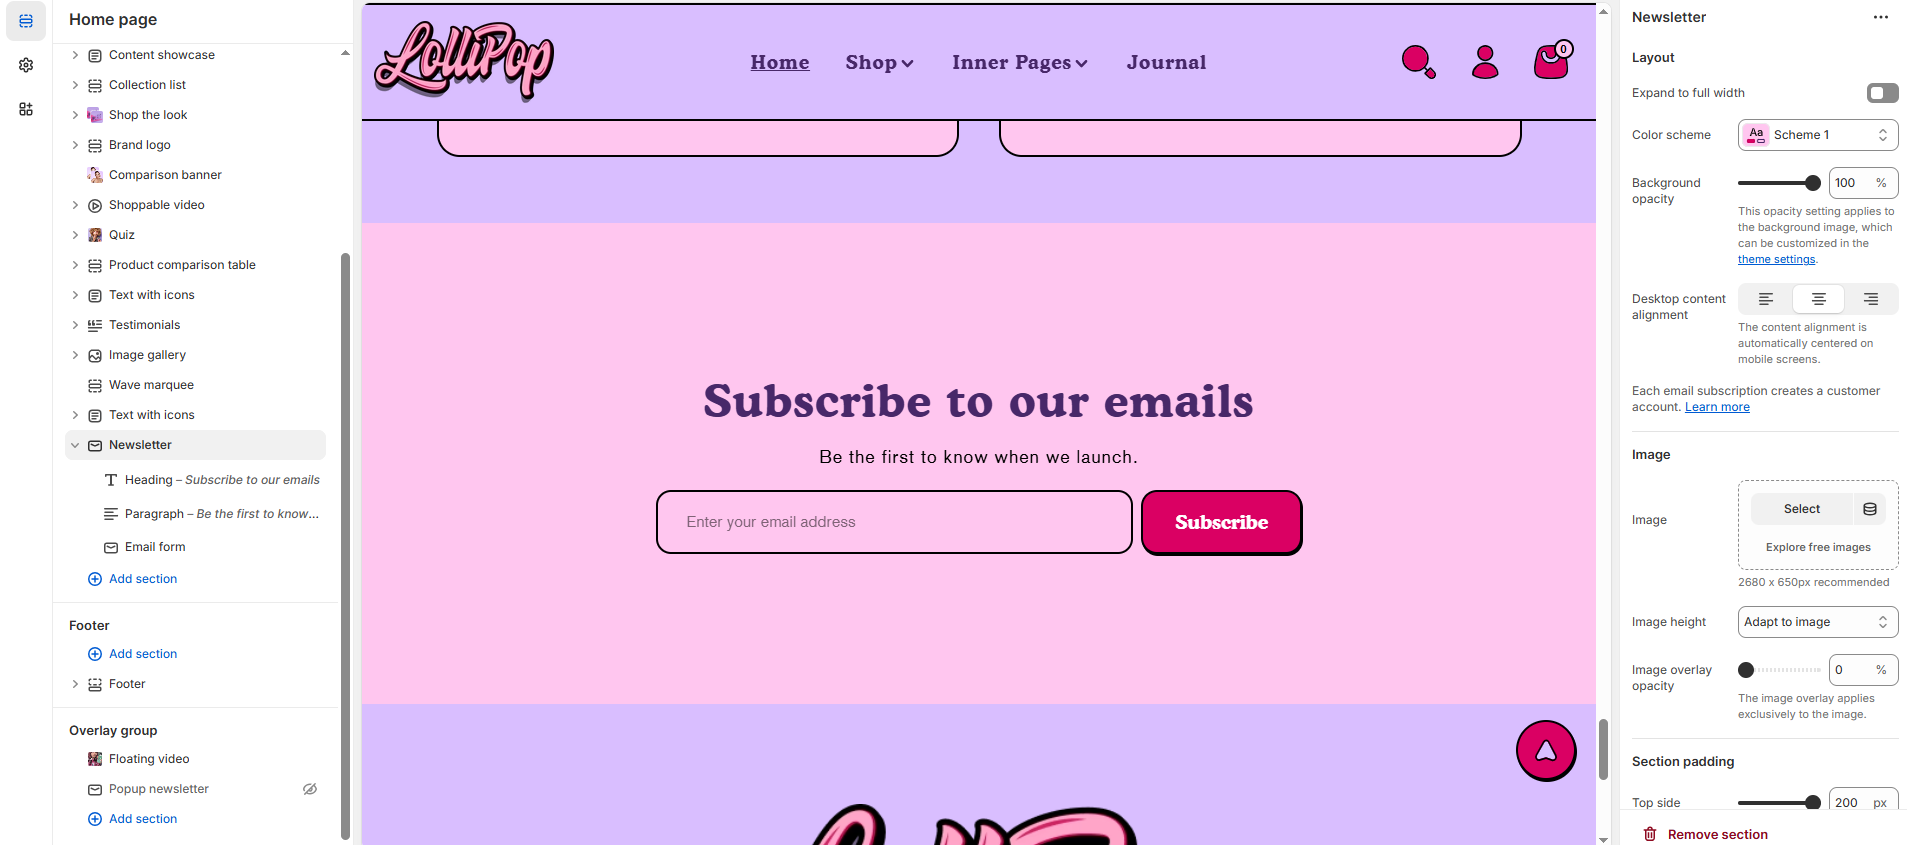 Home page
Content showcase
Collection list
Shop the look
Brand logo
Comparison banner
Shoppable video
Quiz
Product comparison table
Text with icons
Testimonials
Image gallery
Wave marquee
Text with icons
Newsletter
Heading – Subscribe to our emails
Paragraph – Be the first to know...
Email form
Add section
Footer
Add section
Footer
Overlay group
Floating video
Popup newsletter
Add section
LolliPop
Home
Shop
Inner Pages
Journal
0
Subscribe to our emails
Be the first to know when we launch.
Enter your email address
Subscribe
Newsletter
Layout
Expand to full width
Color scheme
Aa
Scheme 1
Background
opacity
100 %
This opacity setting applies to
the background image, which
can be customized in the
theme settings.
Desktop content
alignment
The content alignment is
automatically centered on
mobile screens.
Each email subscription creates a customer
account. Learn more
Image
Image
Select
Explore free images
2680 x 650px recommended
Image height
Adapt to image
Image overlay
opacity
0 %
The image overlay applies
exclusively to the image.
Section padding
Top side
200 px
Remove section